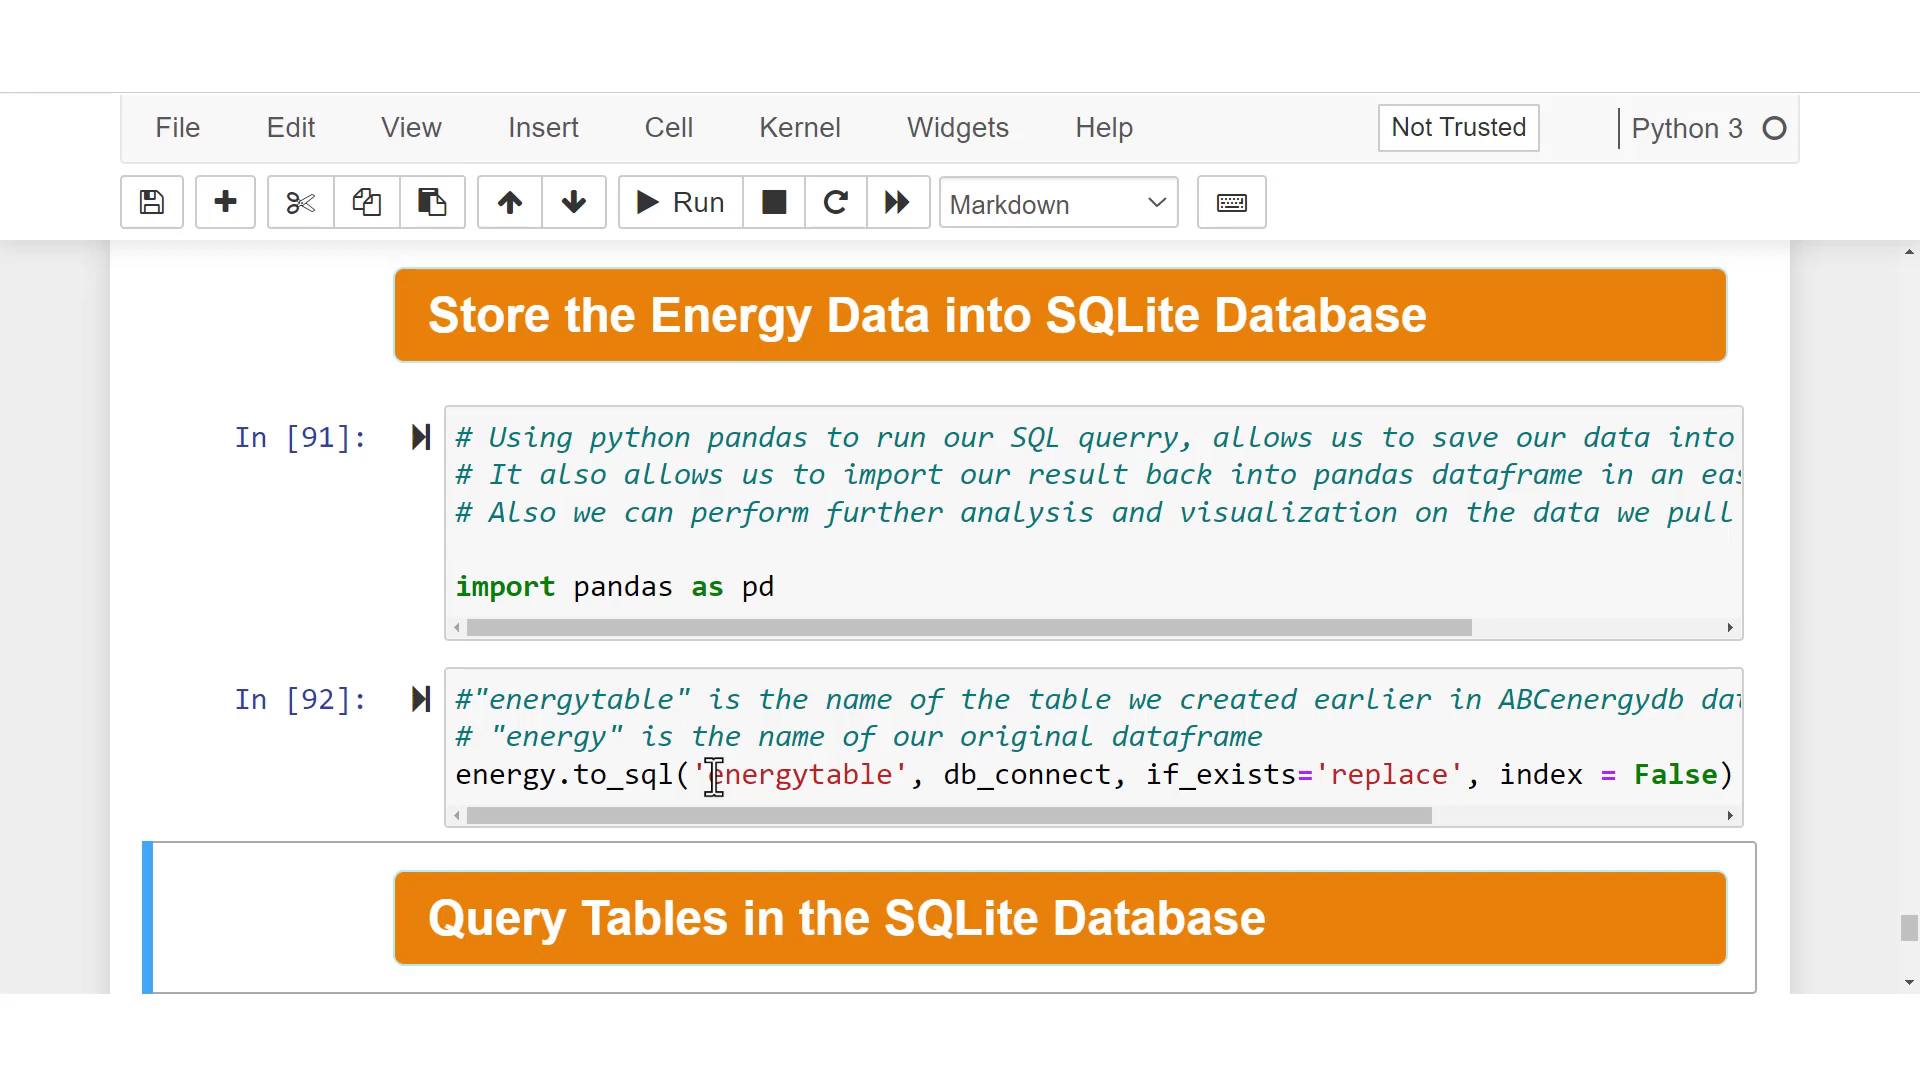 File Edit View Insert Cell Kernel Widgets Help Not Trusted Python 3
Run Markdown
Store the Energy Data into SQLite Database
In [91]:
# Using python pandas to run our SQL querry, allows us to save our data into
# It also allows us to import our result back into pandas dataframe in an
# Also we can perform further analysis and visualization on the data we pull
import pandas as pd
In [92]:
#"energytable" is the name of the table we created earlier in ABCenergydb
# "energy" is the name of our original dataframe
energy.to_sql('energytable', db_connect, if_exists='replace', index = False)
Query Tables in the SQLite Database